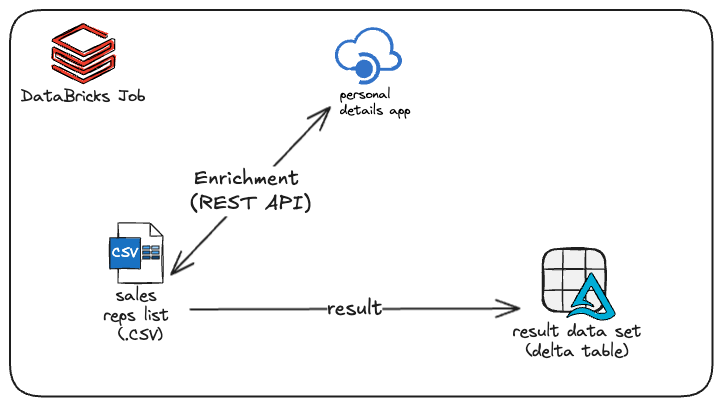 DataBricks Job
personal
details app
Enrichment
(REST API)
CSV
sales
reps list
(.CSV)
result
result data set
(delta table)